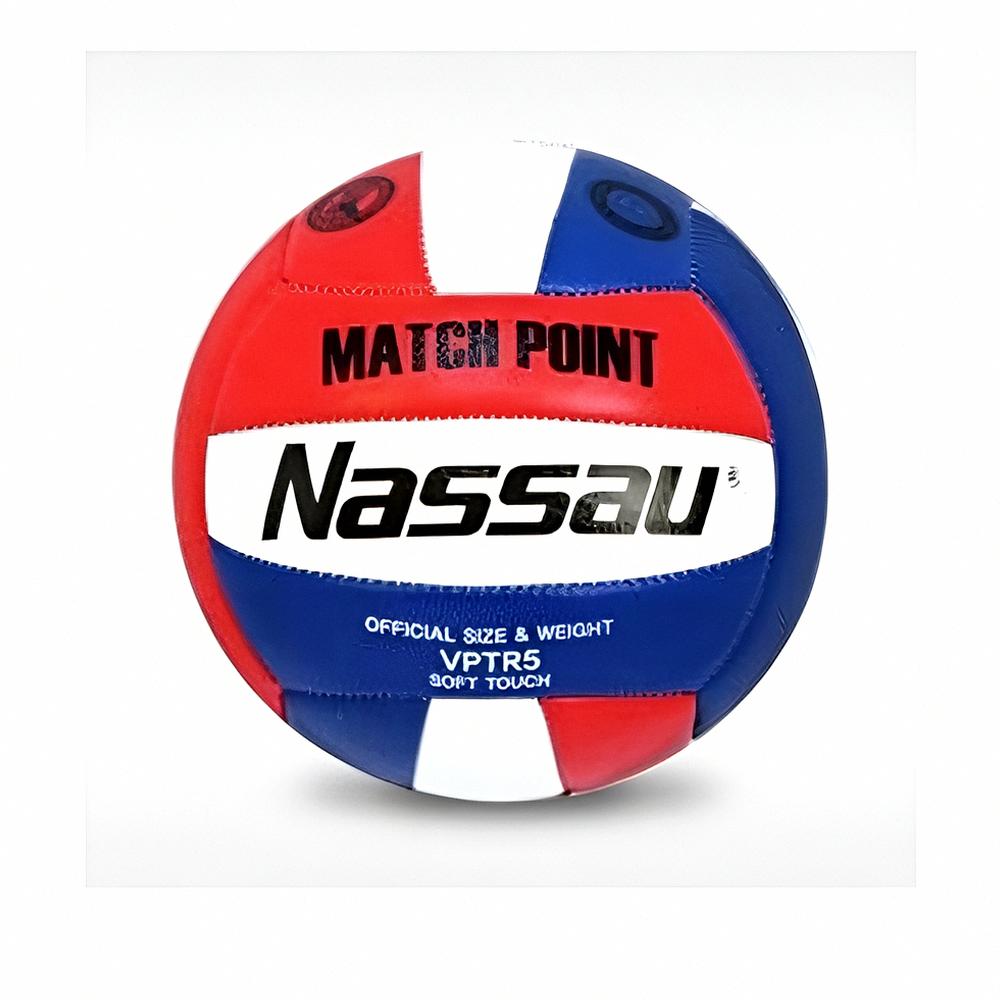 MATCH POINT
Nassau®
OFFICIAL SIZE & WEIGHT
VPTR5
SOFT TOUCH